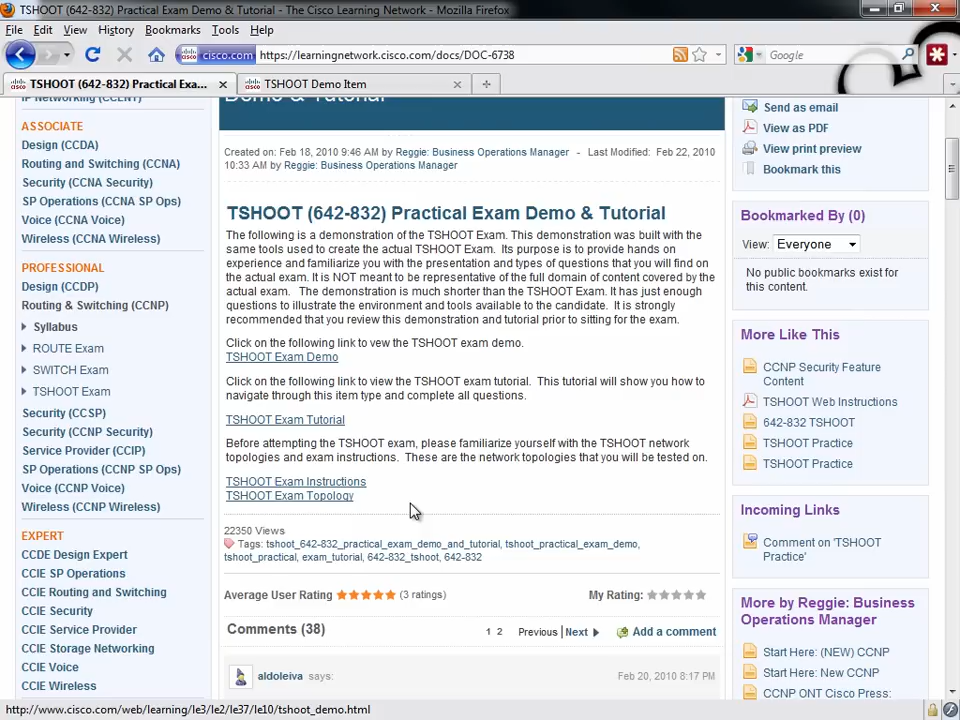 TSHOOT (642-832) Practical Exam Demo & Tutorial - The Cisco Learning Network - Mozilla Firefox
File Edit View History Bookmarks Tools Help
cisco.com https://learningnetwork.cisco.com/docs/DOC-6738 Google
TSHOOT (642-832) Practical Exa... TSHOOT Demo Item
IP Networking (CCENT)
ASSOCIATE
Design (CCDA)
Routing and Switching (CCNA)
Security (CCNA Security)
SP Operations (CCNA SP Ops)
Voice (CCNA Voice)
Wireless (CCNA Wireless)
PROFESSIONAL
Design (CCDP)
Routing & Switching (CCNP)
Syllabus
ROUTE Exam
SWITCH Exam
TSHOOT Exam
Security (CCSP)
Security (CCNP Security)
Service Provider (CCIP)
SP Operations (CCNP SP Ops)
Voice (CCNP Voice)
Wireless (CCNP Wireless)
EXPERT
CCDE Design Expert
CCIE SP Operations
CCIE Routing and Switching
CCIE Security
CCIE Service Provider
CCIE Storage Networking
CCIE Voice
CCIE Wireless
Demo & Tutorial
Created on: Feb 18, 2010 9:46 AM by Reggie: Business Operations Manager - Last Modified: Feb 22, 2010
10:33 AM by Reggie: Business Operations Manager
TSHOOT (642-832) Practical Exam Demo & Tutorial
The following is a demonstration of the TSHOOT Exam. This demonstration was built with the
same tools used to create the actual TSHOOT Exam. Its purpose is to provide hands on
experience and familiarize you with the presentation and types of questions that you will find on
the actual exam. It is NOT meant to be representative of the full domain of content covered by the
actual exam. The demonstration is much shorter than the TSHOOT Exam. It has just enough
questions to illustrate the environment and tools available to the candidate. It is strongly
recommended that you review this demonstration and tutorial prior to sitting for the exam.
Click on the following link to vew the TSHOOT exam demo.
TSHOOT Exam Demo
Click on the following link to view the TSHOOT exam tutorial. This tutorial will show you how to
navigate through this item type and complete all questions.
TSHOOT Exam Tutorial
Before attempting the TSHOOT exam, please familiarize yourself with the TSHOOT network
topologies and exam instructions. These are the network topologies that you will be tested on.
TSHOOT Exam Instructions
TSHOOT Exam Topology
22350 Views
Tags: tshoot_642-832_practical_exam_demo_and_tutorial, tshoot_practical_exam_demo,
tshoot_practical, exam_tutorial, 642-832_tshoot, 642-832
Average User Rating (3 ratings) My Rating:
Comments (38) 1 2 Previous | Next Add a comment
aldoleiva says: Feb 20, 2010 8:17 PM
Send as email
View as PDF
View print preview
Bookmark this
Bookmarked By (0)
View: Everyone
No public bookmarks exist for
this content.
More Like This
CCNP Security Feature
Content
TSHOOT Web Instructions
642-832 TSHOOT
TSHOOT Practice
TSHOOT Practice
Incoming Links
Comment on 'TSHOOT
Practice'
More by Reggie: Business
Operations Manager
Start Here: (NEW) CCNP
Start Here: New CCNP
CCNP ONT Cisco Press:
http://www.cisco.com/web/learning/le3/le2/le37/le10/tshoot_demo.html